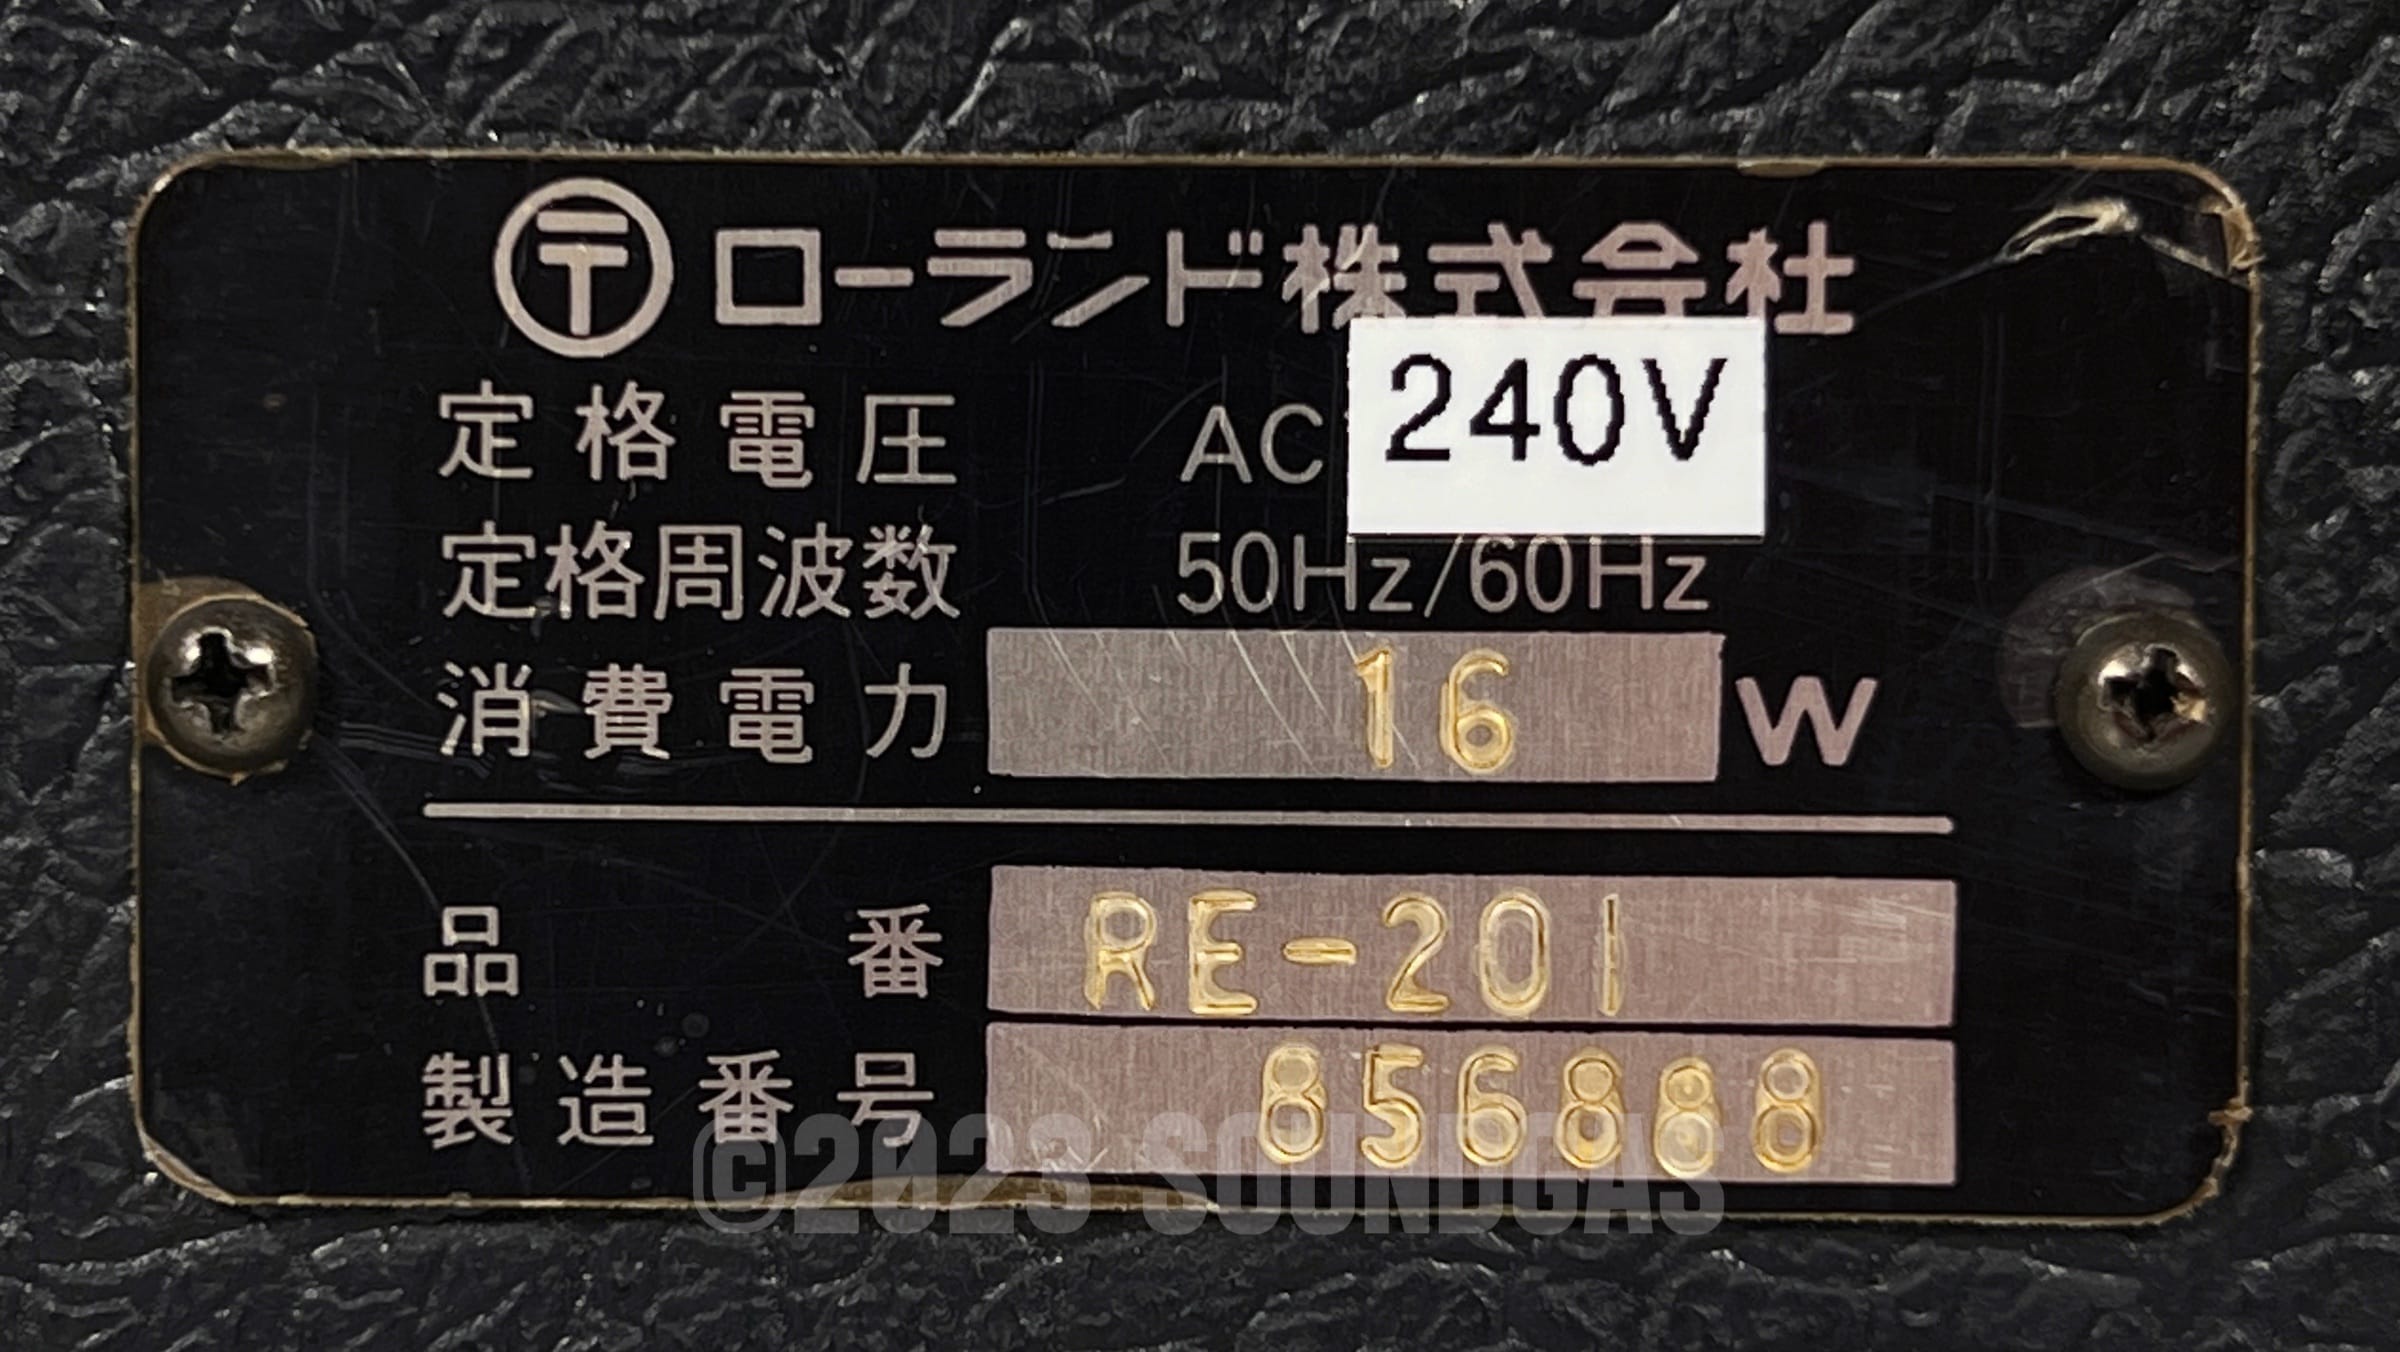 〒 ローランド株式会社
定格電圧 AC 240V
定格周波数 50Hz/60Hz
消費電力 16 W
品番 RE-201
製造番号 856888
©2023 SOUNDGAS